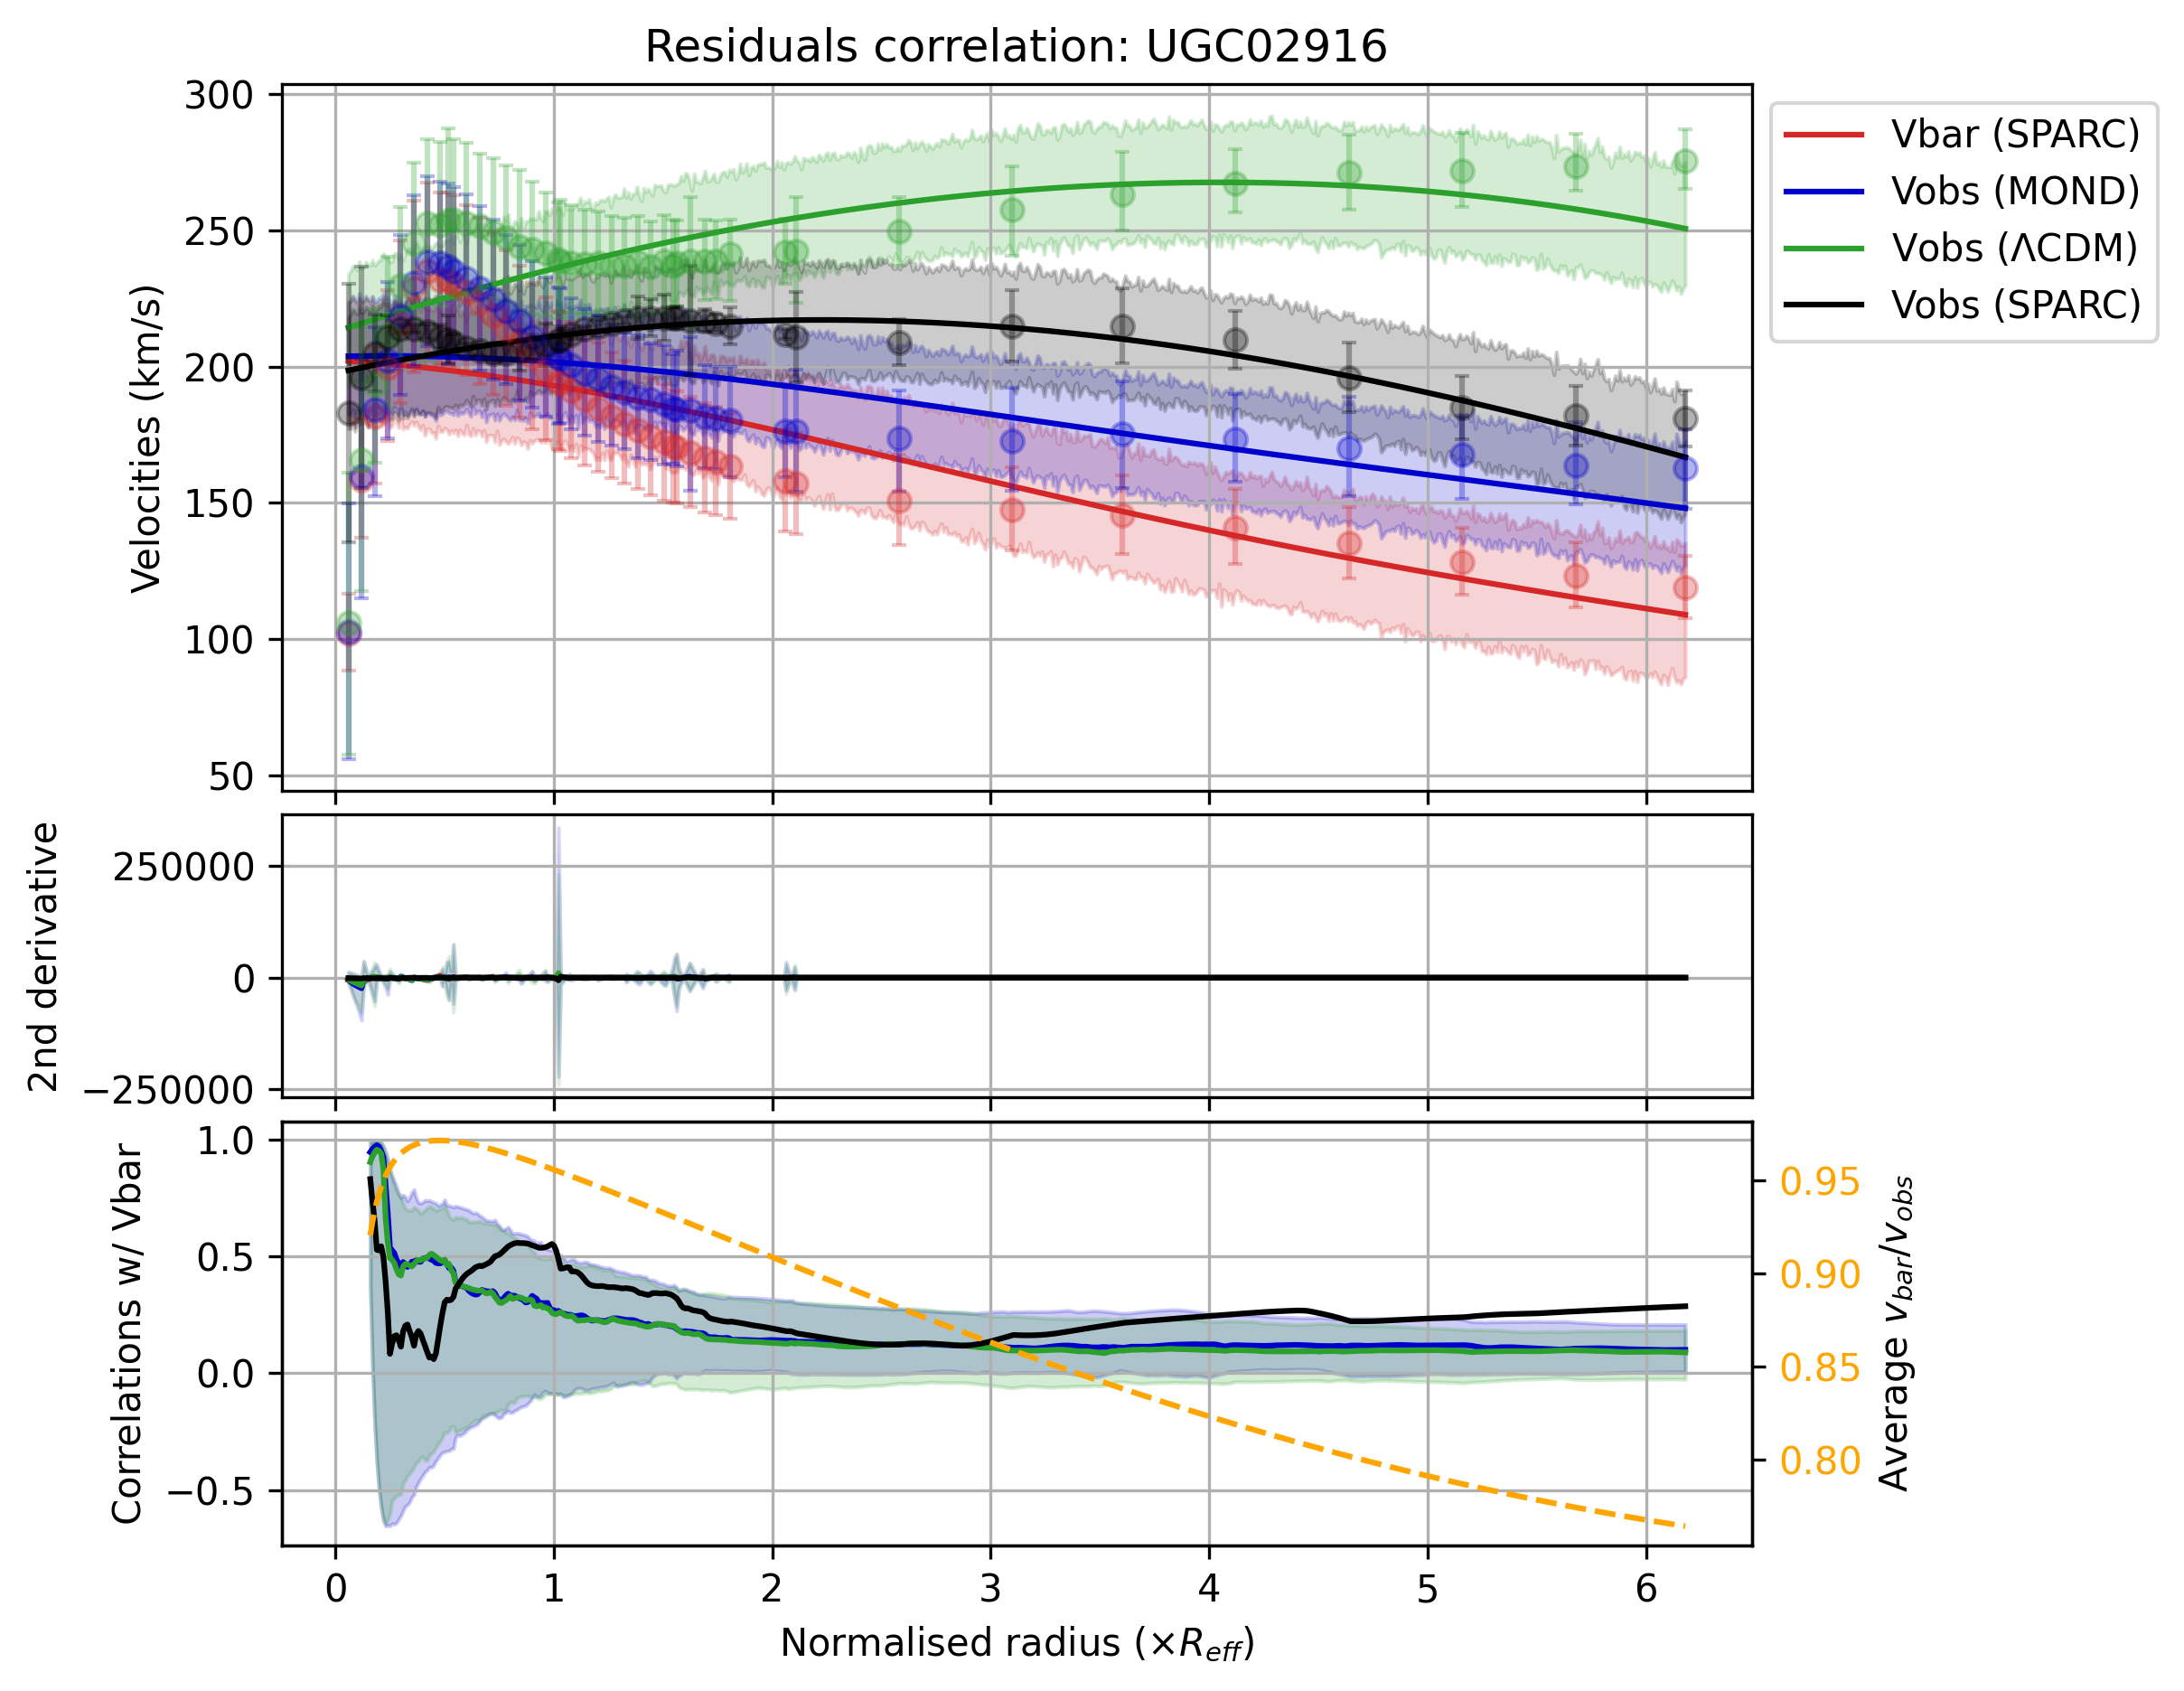 Residuals correlation: UGC02916
300
250
200
150
100
50
Velocities (km/s)
Vbar (SPARC)
Vobs (MOND)
Vobs (ΛCDM)
Vobs (SPARC)
250000
0
−250000
2nd derivative
1.0
0.5
0.0
−0.5
Correlations w/ Vbar
0.95
0.90
0.85
0.80
Average v_bar/v_obs
0 1 2 3 4 5 6
Normalised radius (×R_eff)